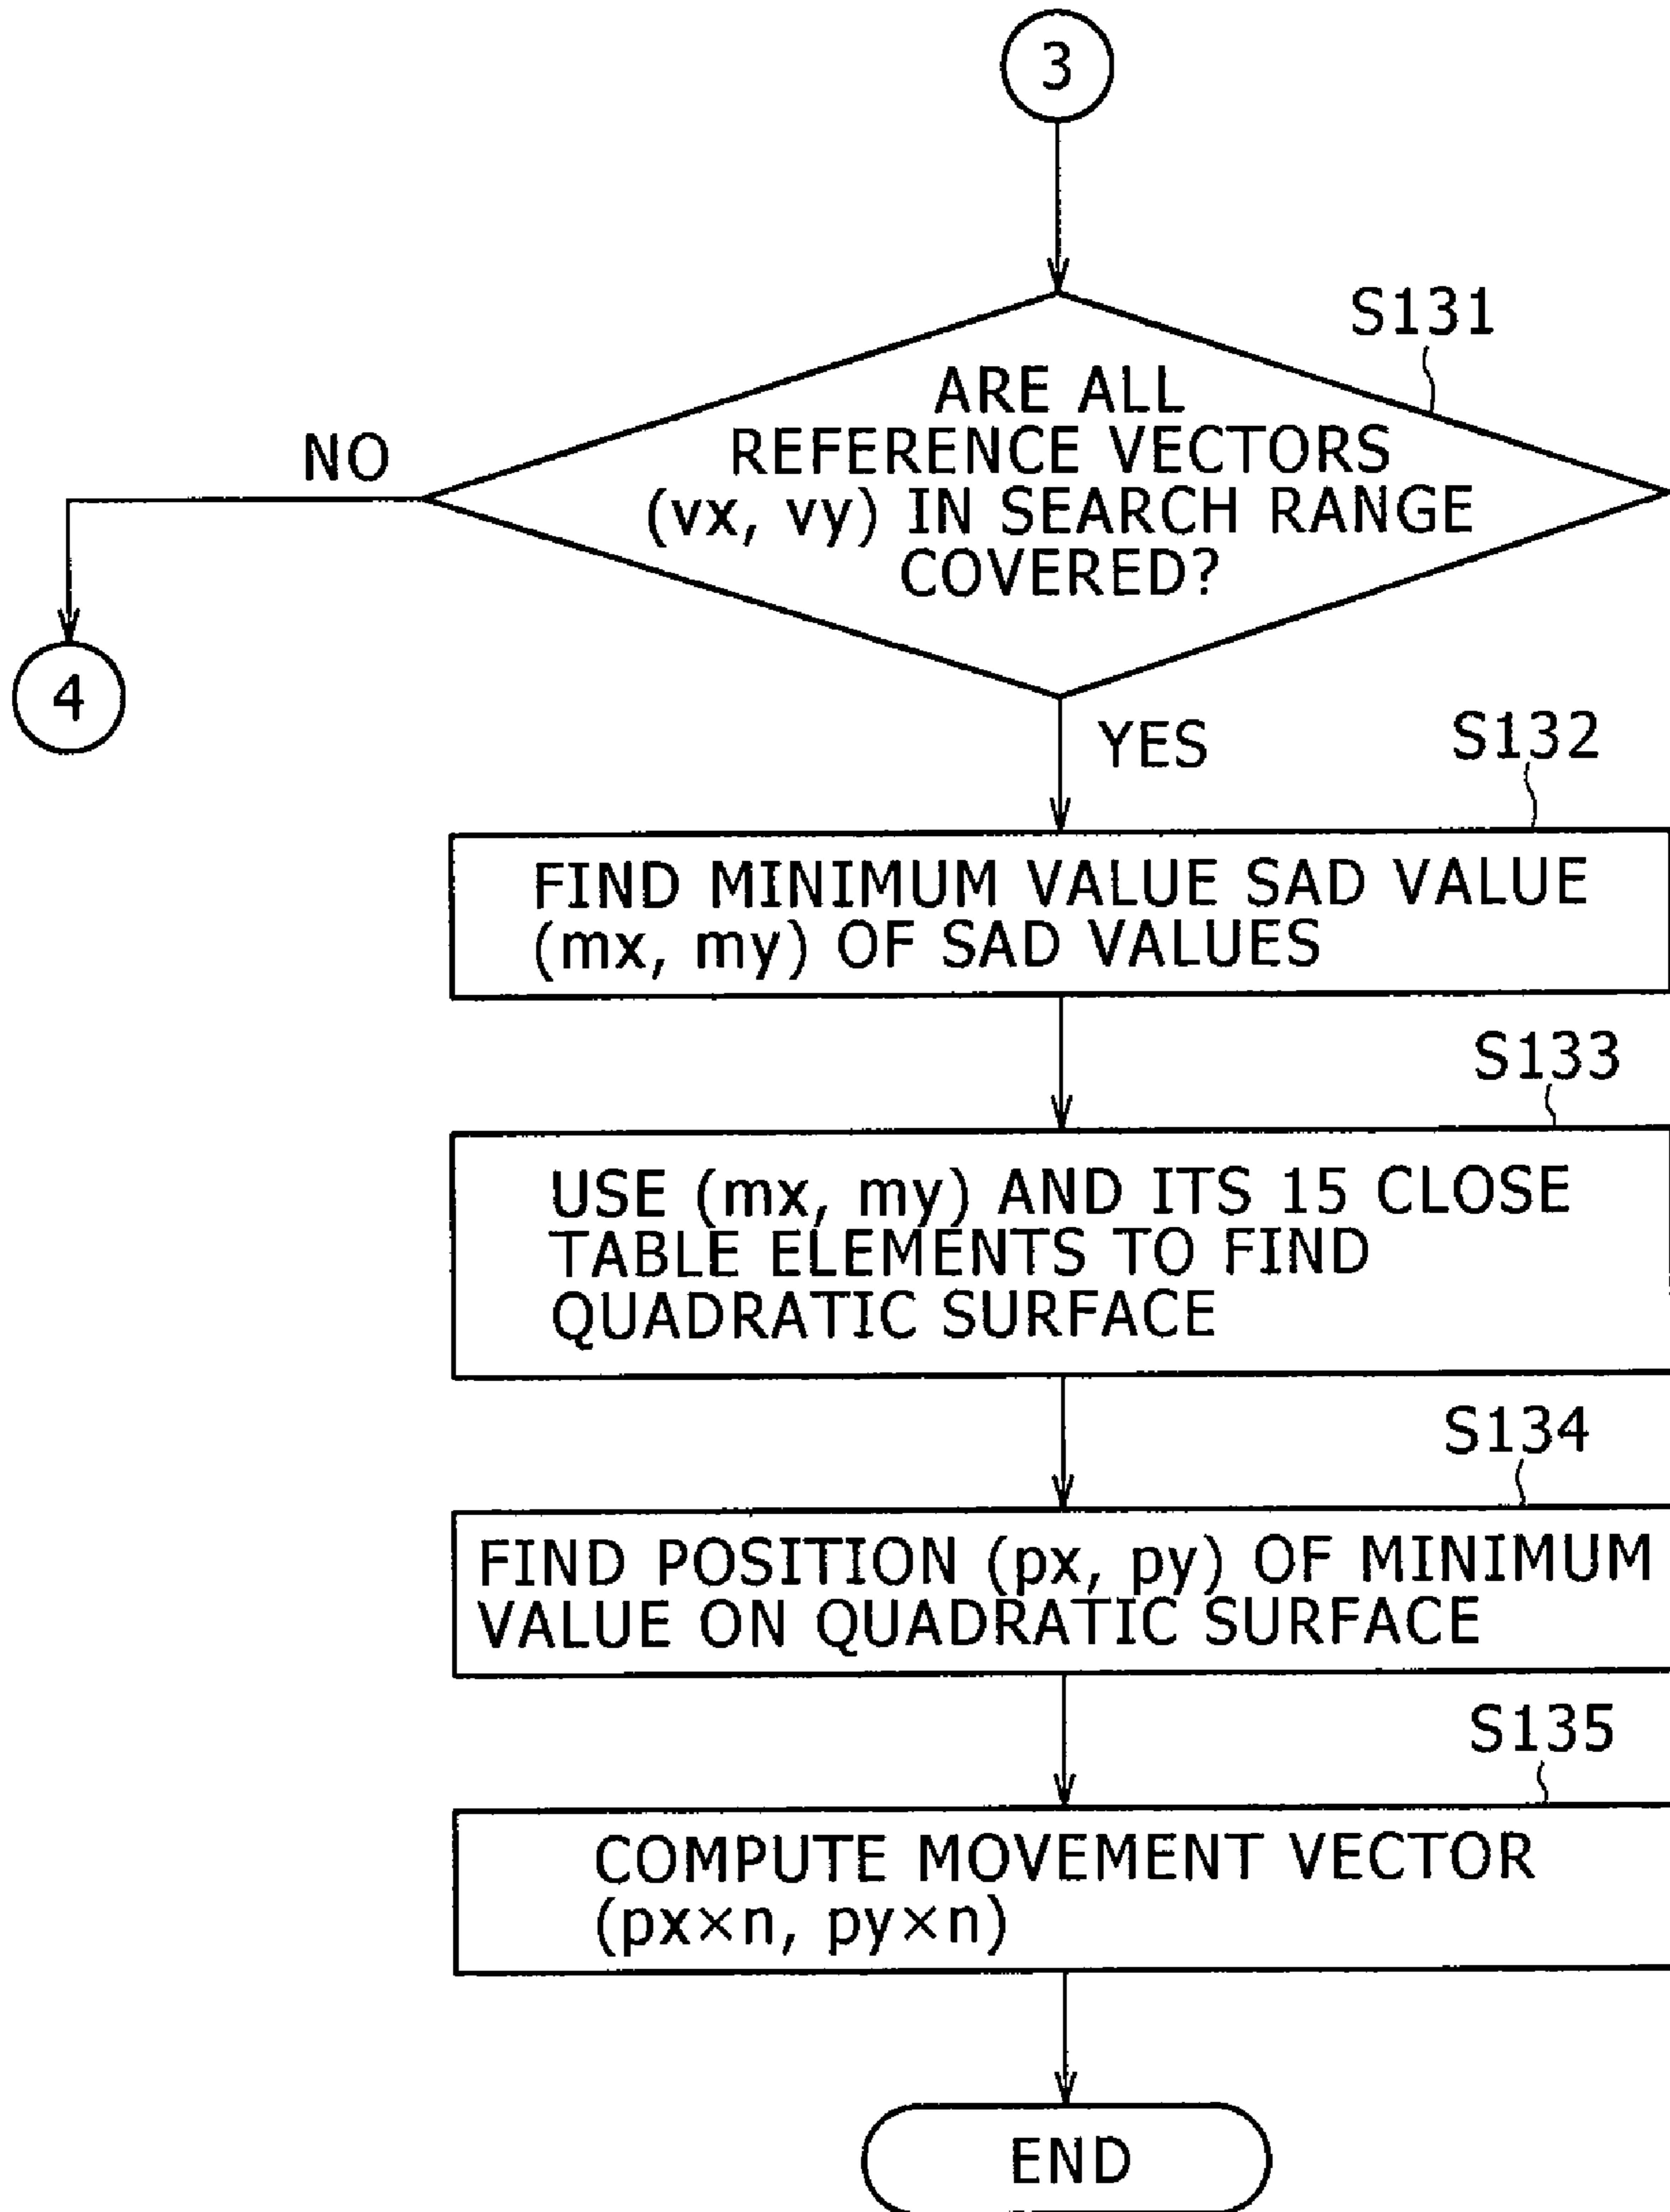 3
S131
ARE ALL
REFERENCE VECTORS
(vx, vy) IN SEARCH RANGE
COVERED?
NO
4
YES
S132
FIND MINIMUM VALUE SAD VALUE
(mx, my) OF SAD VALUES
S133
USE (mx, my) AND ITS 15 CLOSE
TABLE ELEMENTS TO FIND
QUADRATIC SURFACE
S134
FIND POSITION (px, py) OF MINIMUM
VALUE ON QUADRATIC SURFACE
S135
COMPUTE MOVEMENT VECTOR
(px×n, py×n)
END